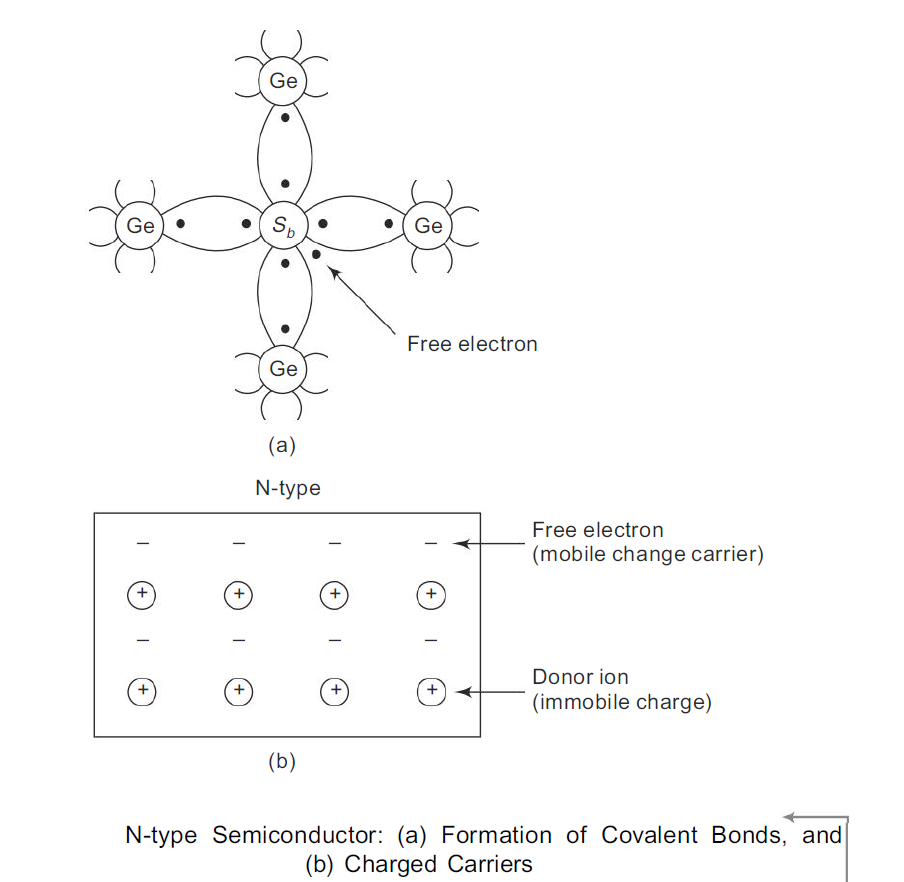 Ge
Ge
S_b
Ge
Free electron
Ge
(a)
N-type
– – – –
Free electron
(mobile change carrier)
+ + + +
– – – –
Donor ion
+ + + +
(immobile charge)
(b)
N-type Semiconductor: (a) Formation of Covalent Bonds, and
(b) Charged Carriers